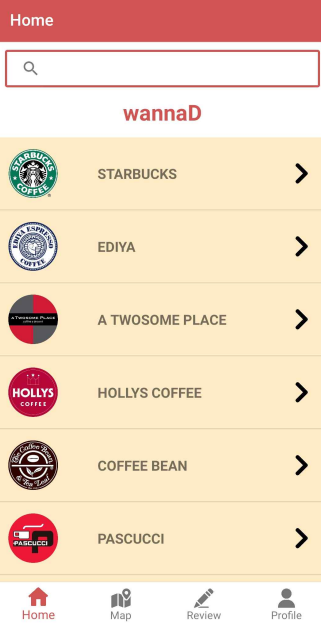 Home
wannaD
STARBUCKS
COFFEE
STARBUCKS
EDIYA ESPRESSO
COFFEE
EDIYA
A TWOSOME PLACE
A TWOSOME PLACE
HOLLYS
COFFEE
HOLLYS COFFEE
The Coffee Bean
& Tea Leaf
COFFEE BEAN
PASCUCCI
PASCUCCI
Home Map Review Profile